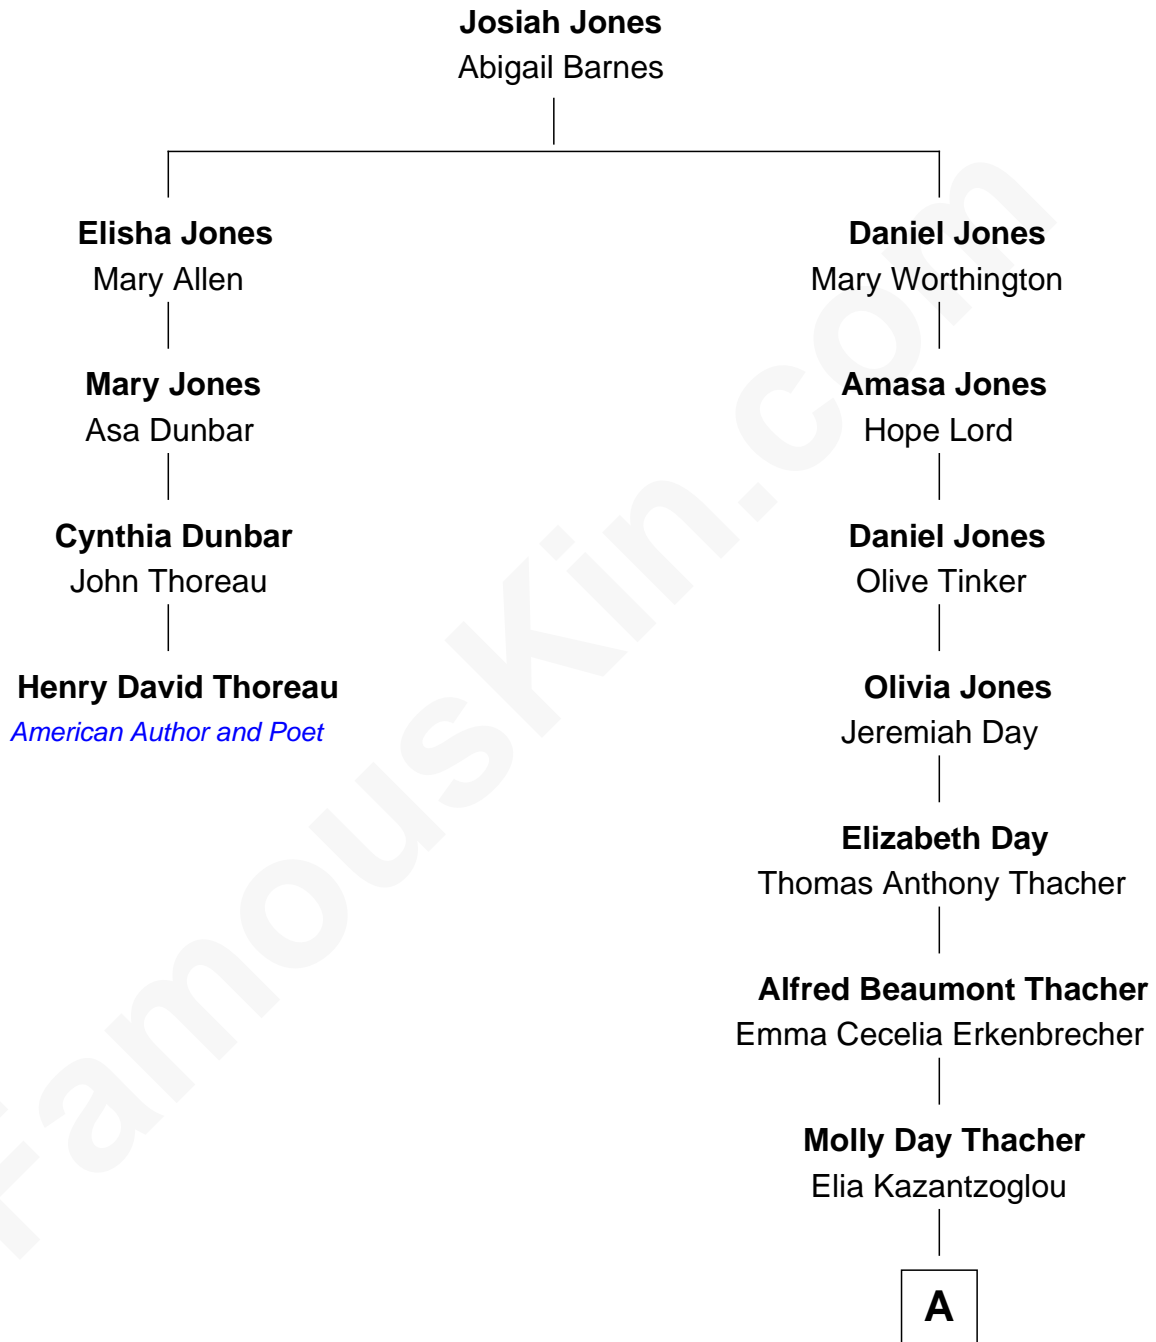 Josiah Jones
Abigail Barnes
Elisha Jones
Mary Allen
Daniel Jones
Mary Worthington
Mary Jones
Asa Dunbar
Amasa Jones
Hope Lord
Cynthia Dunbar
John Thoreau
Daniel Jones
Olive Tinker
Henry David Thoreau
American Author and Poet
Olivia Jones
Jeremiah Day
Elizabeth Day
Thomas Anthony Thacher
Alfred Beaumont Thacher
Emma Cecelia Erkenbrecher
Molly Day Thacher
Elia Kazantzoglou
A
FamousKin.com